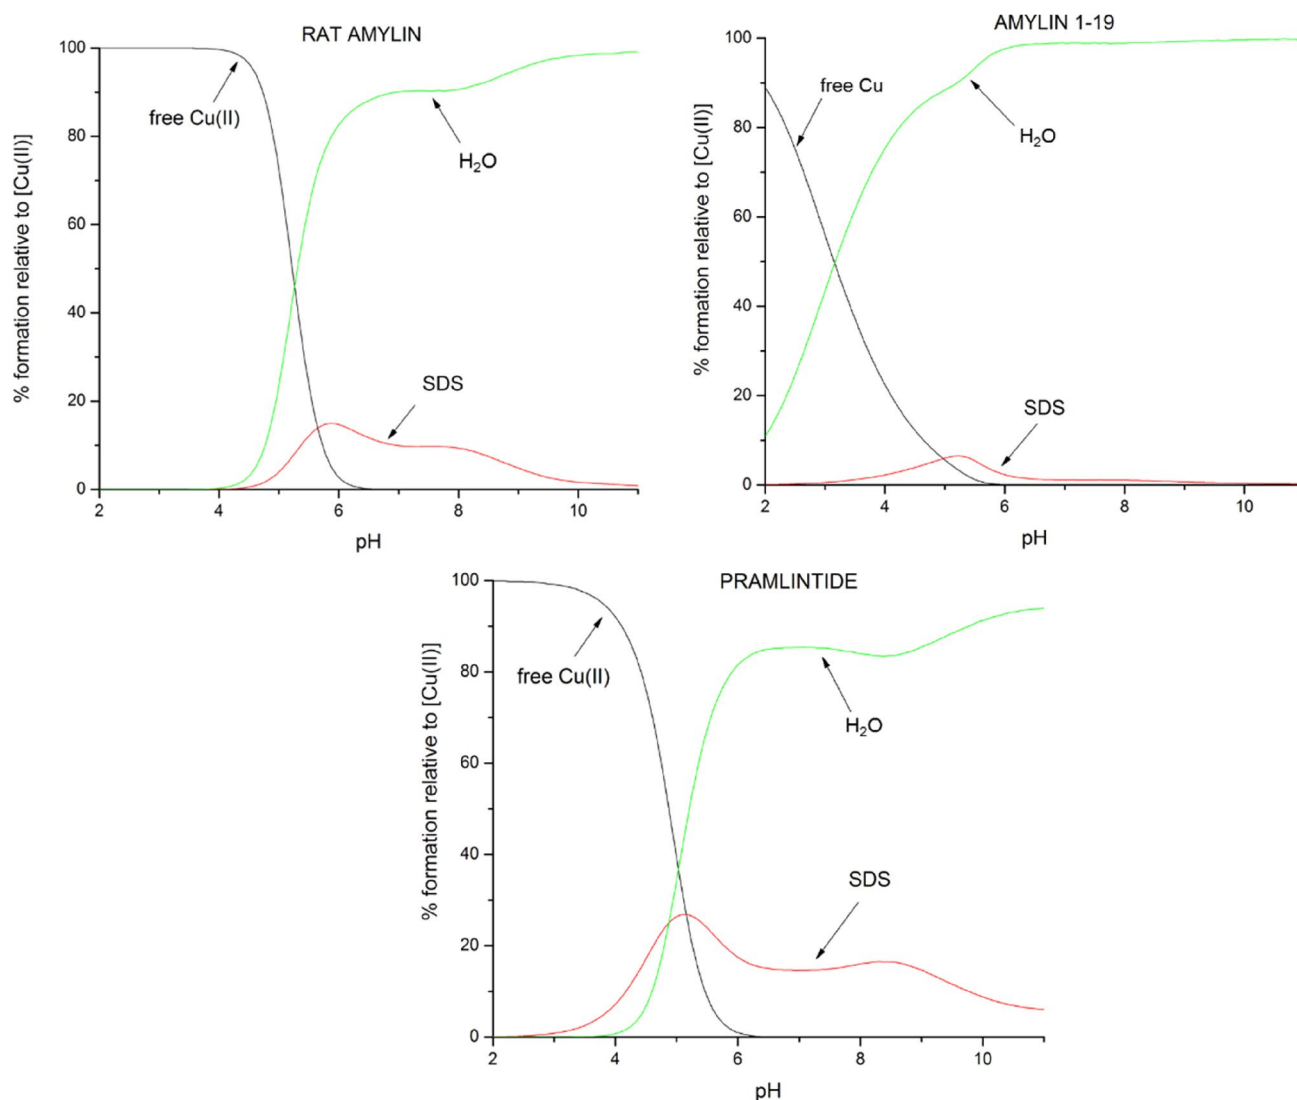 RAT AMYLIN
% formation relative to [Cu(II)]
100
80
60
40
20
0
free Cu(II)
H₂O
SDS
2
4
6
8
10
pH
AMYLIN 1-19
% formation relative to [Cu(II)]
100
80
60
40
20
0
free Cu
H₂O
SDS
2
4
6
8
10
pH
PRAMLINTIDE
% formation relative to [Cu(II)]
100
80
60
40
20
0
free Cu(II)
H₂O
SDS
2
4
6
8
10
pH